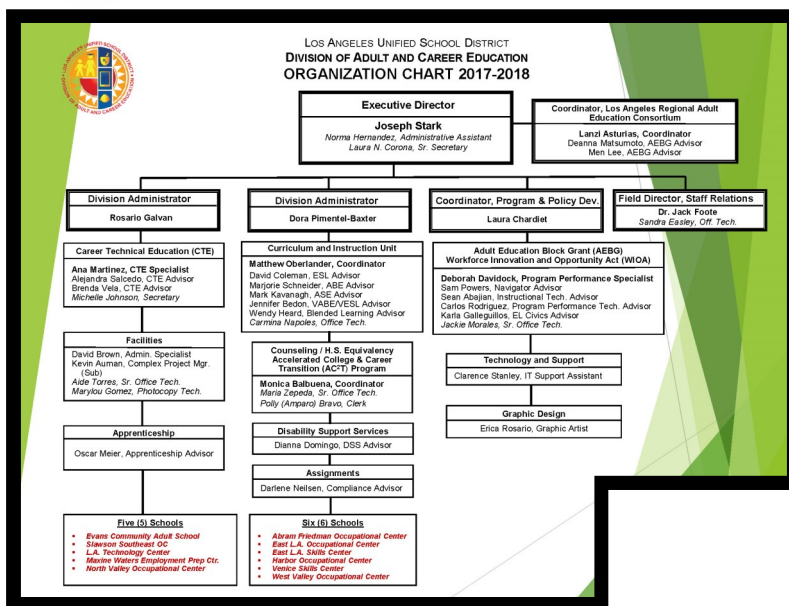 LOS ANGELES UNIFIED SCHOOL DISTRICT
DIVISION OF ADULT AND CAREER EDUCATION
ORGANIZATION CHART 2017-2018
LOS ANGELES UNIFIED SCHOOL DISTRICT
DIVISION OF ADULT AND CAREER EDUCATION
Executive Director
Joseph Stark
Norma Hernandez, Administrative Assistant
Laura N. Corona, Sr. Secretary
Coordinator, Los Angeles Regional Adult
Education Consortium
Lanzi Asturias, Coordinator
Deanna Matsumoto, AEBG Advisor
Men Lee, AEBG Advisor
Division Administrator
Rosario Galvan
Career Technical Education (CTE)
Ana Martinez, CTE Specialist
Alejandra Salcedo, CTE Advisor
Brenda Vela, CTE Advisor
Michelle Johnson, Secretary
Facilities
David Brown, Admin. Specialist
Kevin Auman, Complex Project Mgr.
(Sub)
Aide Torres, Sr. Office Tech.
Marylou Gomez, Photocopy Tech.
Apprenticeship
Oscar Meier, Apprenticeship Advisor
Five (5) Schools
• Evans Community Adult School
• Slawson Southeast OC
• L.A. Technology Center
• Maxine Waters Employment Prep Ctr.
• North Valley Occupational Center
Division Administrator
Dora Pimentel-Baxter
Curriculum and Instruction Unit
Matthew Oberlander, Coordinator
David Coleman, ESL Advisor
Marjorie Schneider, ABE Advisor
Mark Kavanagh, ASE Advisor
Jennifer Bedon, VABE/VESL Advisor
Wendy Heard, Blended Learning Advisor
Carmina Napoles, Office Tech.
Counseling / H.S. Equivalency
Accelerated College & Career
Transition (AC²T) Program
Monica Balbuena, Coordinator
Maria Zepeda, Sr. Office Tech.
Polly (Amparo) Bravo, Clerk
Disability Support Services
Dianna Domingo, DSS Advisor
Assignments
Darlene Neilsen, Compliance Advisor
Six (6) Schools
• Abram Friedman Occupational Center
• East L.A. Occupational Center
• East L.A. Skills Center
• Harbor Occupational Center
• Venice Skills Center
• West Valley Occupational Center
Coordinator, Program & Policy Dev.
Laura Chardiet
Adult Education Block Grant (AEBG)
Workforce Innovation and Opportunity Act (WIOA)
Deborah Davidock, Program Performance Specialist
Sam Powers, Navigator Advisor
Sean Abajian, Instructional Tech. Advisor
Carlos Rodriguez, Program Performance Tech. Advisor
Karla Galleguillos, EL Civics Advisor
Jackie Morales, Sr. Office Tech.
Technology and Support
Clarence Stanley, IT Support Assistant
Graphic Design
Erica Rosario, Graphic Artist
Field Director, Staff Relations
Dr. Jack Foote
Sandra Easley, Off. Tech.